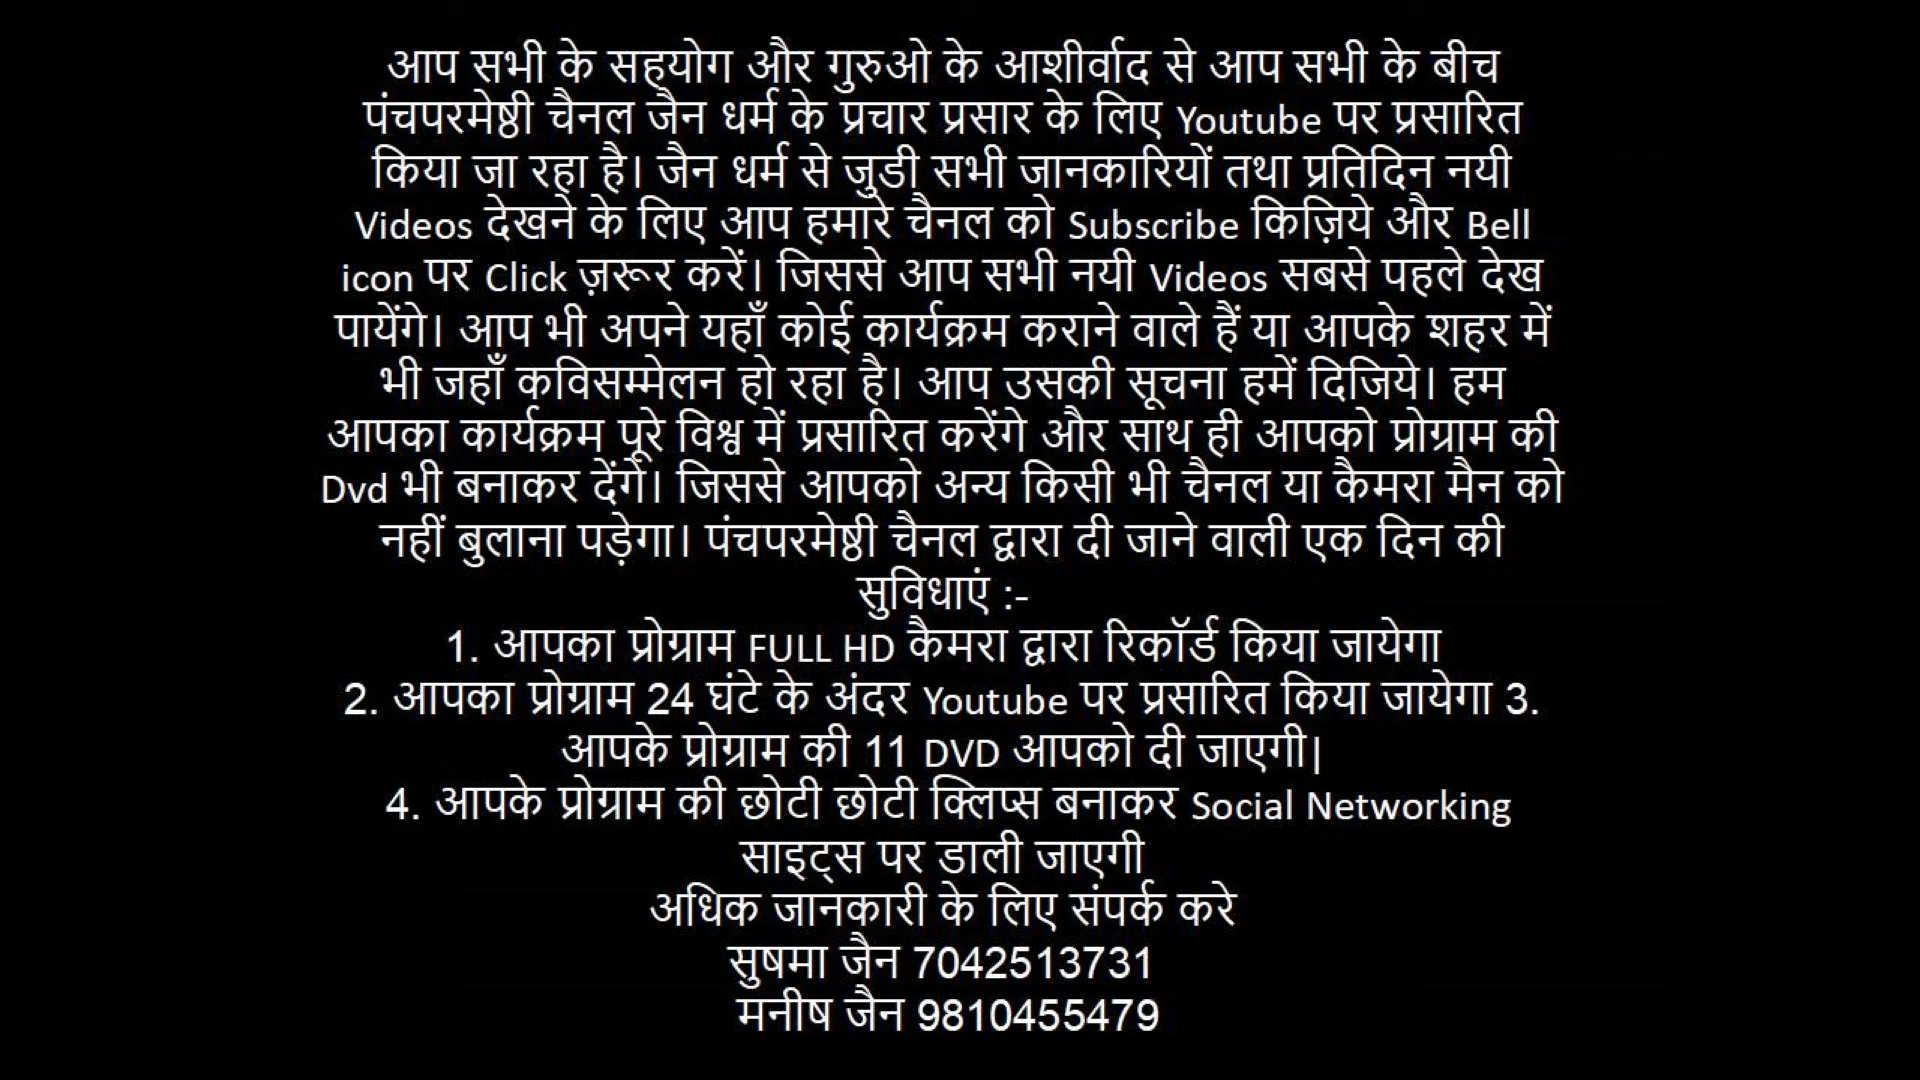 आप सभी के सहयोग और गुरुओ के आशीर्वाद से आप सभी के बीच
पंचपरमेष्ठी चैनल जैन धर्म के प्रचार प्रसार के लिए Youtube पर प्रसारित
किया जा रहा है। जैन धर्म से जुडी सभी जानकारियों तथा प्रतिदिन नयी
Videos देखने के लिए आप हमारे चैनल को Subscribe किज़िये और Bell
icon पर Click ज़रूर करें। जिससे आप सभी नयी Videos सबसे पहले देख
पायेंगे। आप भी अपने यहाँ कोई कार्यक्रम कराने वाले हैं या आपके शहर में
भी जहाँ कविसम्मेलन हो रहा है। आप उसकी सूचना हमें दिजिये। हम
आपका कार्यक्रम पूरे विश्व में प्रसारित करेंगे और साथ ही आपको प्रोग्राम की
Dvd भी बनाकर देंगें। जिससे आपको अन्य किसी भी चैनल या कैमरा मैन को
नहीं बुलाना पड़ेगा। पंचपरमेष्ठी चैनल द्वारा दी जाने वाली एक दिन की
सुविधाएं :-
1. आपका प्रोग्राम FULL HD कैमरा द्वारा रिकॉर्ड किया जायेगा
2. आपका प्रोग्राम 24 घंटे के अंदर Youtube पर प्रसारित किया जायेगा 3.
आपके प्रोग्राम की 11 DVD आपको दी जाएगी|
4. आपके प्रोग्राम की छोटी छोटी क्लिप्स बनाकर Social Networking
साइट्स पर डाली जाएगी
अधिक जानकारी के लिए संपर्क करे
सुषमा जैन 7042513731
मनीष जैन 9810455479